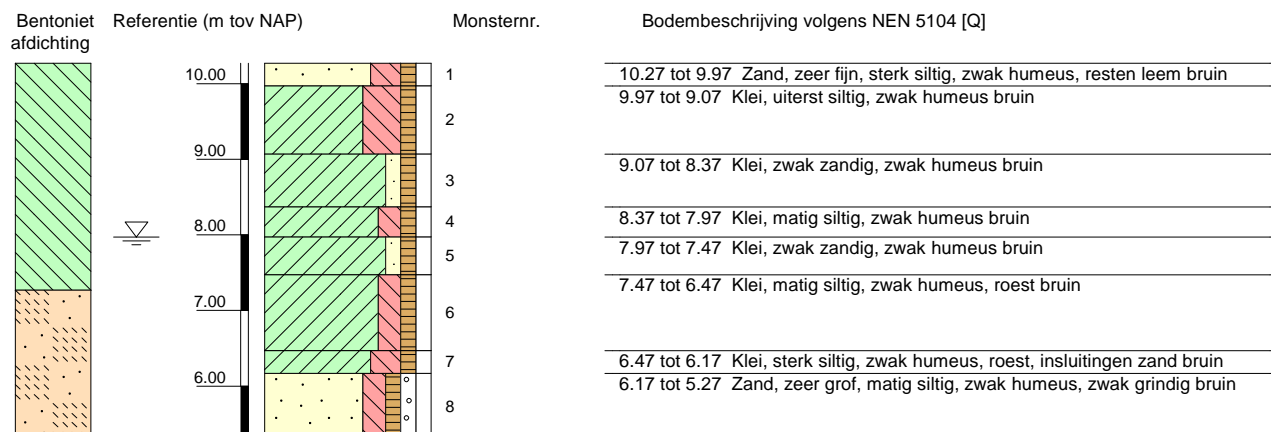 Bentoniet afdichting
Referentie (m tov NAP)
Monsternr.
Bodembeschrijving volgens NEN 5104 [Q]
10.00
1
10.27 tot 9.97 Zand, zeer fijn, sterk siltig, zwak humeus, resten leem bruin
2
9.97 tot 9.07 Klei, uiterst siltig, zwak humeus bruin
9.00
3
9.07 tot 8.37 Klei, zwak zandig, zwak humeus bruin
4
8.37 tot 7.97 Klei, matig siltig, zwak humeus bruin
8.00
5
7.97 tot 7.47 Klei, zwak zandig, zwak humeus bruin
7.47 tot 6.47 Klei, matig siltig, zwak humeus, roest bruin
7.00
6
7
6.47 tot 6.17 Klei, sterk siltig, zwak humeus, roest, insluitingen zand bruin
6.00
6.17 tot 5.27 Zand, zeer grof, matig siltig, zwak humeus, zwak grindig bruin
8